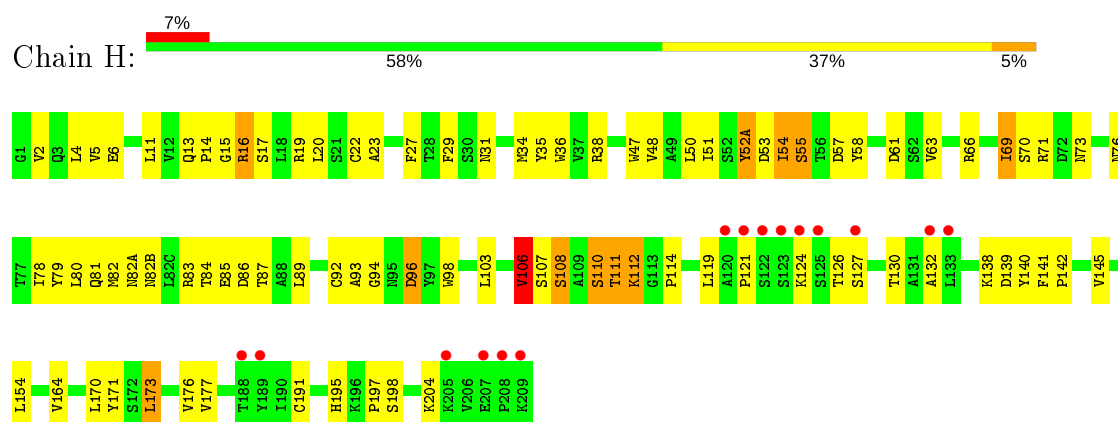 7%
Chain H:
58% 37% 5%
G1 V2 Q3 L4 V5 E6 L11 V12 Q13 P14 G15 R16 S17 L18 R19 L20 S21 C22 A23 F27 T28 F29 S30 N31 M34 Y35 W36 V37 R38 W47 V48 A49 L50 I51 S52 Y52A D53 I54 S55 T56 D57 Y58 D61 S62 V63 R66 I69 S70 R71 D72 N73 N76
T77 I78 Y79 L80 Q81 M82 N82A N82B L82C R83 T84 E85 D86 T87 A88 L89 C92 A93 G94 N95 D96 Y97 W98 L103 V106 S107 S108 A109 S110 T111 K112 G113 P114 L119 A120 P121 S122 S123 K124 S125 T126 S127 T130 A131 A132 L133 K138 D139 Y140 F141 P142 V145
L154 V164 L170 Y171 S172 L173 V176 V177 T188 Y189 I190 C191 H195 K196 P197 S198 K204 K205 V206 E207 P208 K209